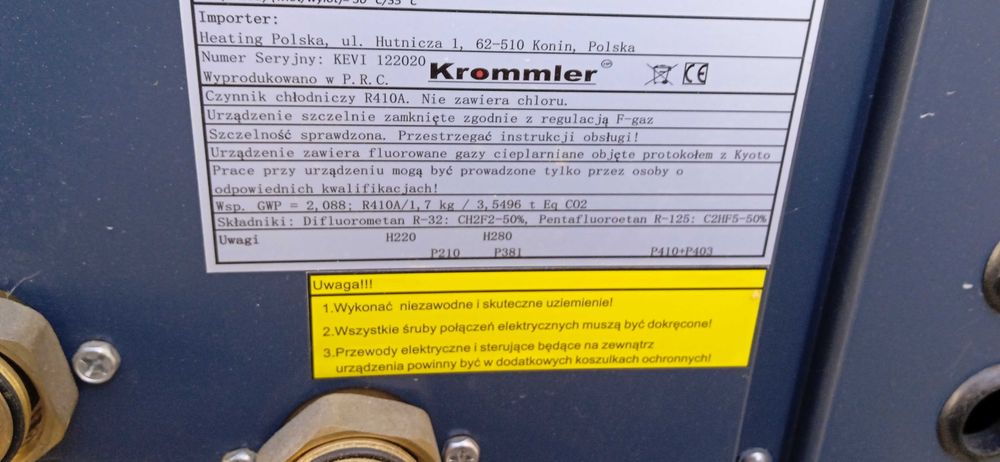 Importer:
Heating Polska, ul. Hutnicza 1, 62-510 Konin, Polska
Numer Seryjny: KEVI 122020
Wyprodukowano w P.R.C.
Krommler
CE
Czynnik chłodniczy R410A. Nie zawiera chloru.
Urządzenie szczelnie zamknięte zgodnie z regulacją F-gaz
Szczelność sprawdzona. Przestrzegać instrukcji obsługi!
Urządzenie zawiera fluorowane gazy cieplarniane objęte protokołem z Kyoto
Prace przy urządzeniu mogą być prowadzone tylko przez osoby o
odpowiednich kwalifikacjach!
Wsp. GWP = 2,088; R410A/1,7 kg / 3,5496 t Eq CO2
Składniki: Difluorometan R-32: CH2F2-50%, Pentafluoroetan R-125: C2HF5-50%
Uwagi H220 H280
P210 P381 P410+P403
Uwaga!!!
1.Wykonać niezawodne i skuteczne uziemienie!
2.Wszystkie śruby połączeń elektrycznych muszą być dokręcone!
3.Przewody elektryczne i sterujące będące na zewnątrz
urządzenia powinny być w dodatkowych koszulkach ochronnych!